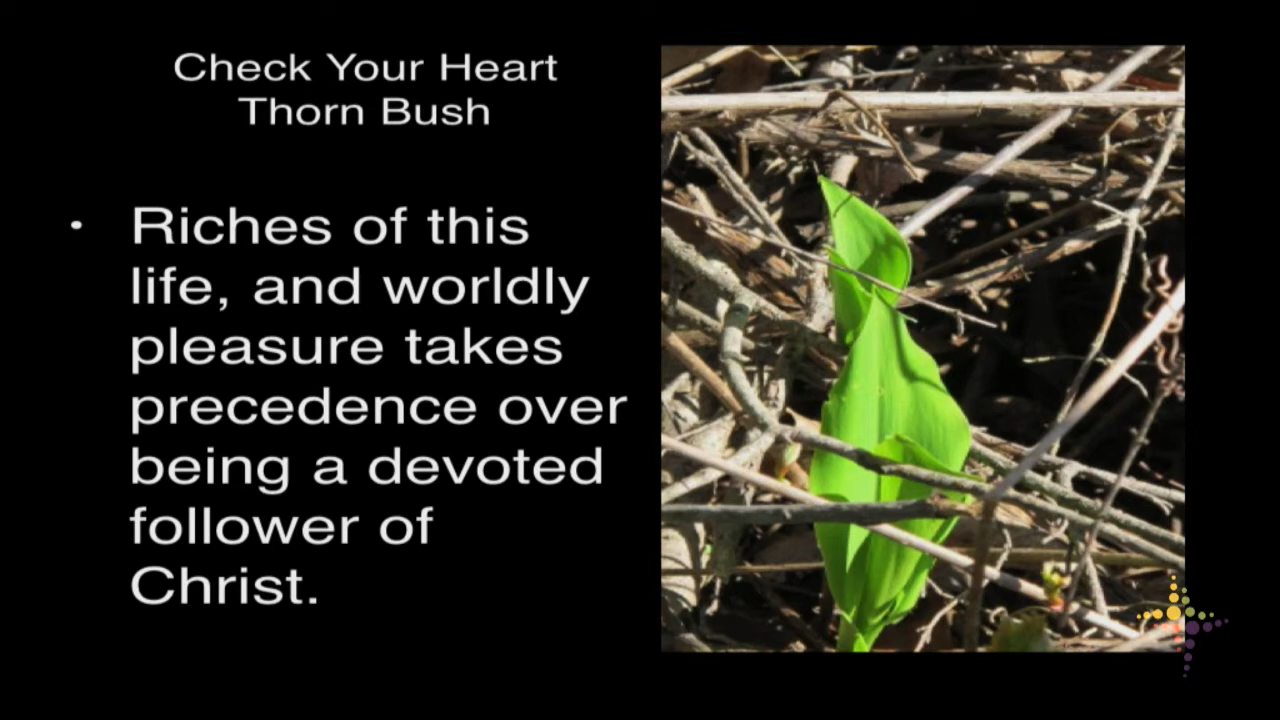 Check Your Heart
Thorn Bush
• Riches of this
life, and worldly
pleasure takes
precedence over
being a devoted
follower of
Christ.